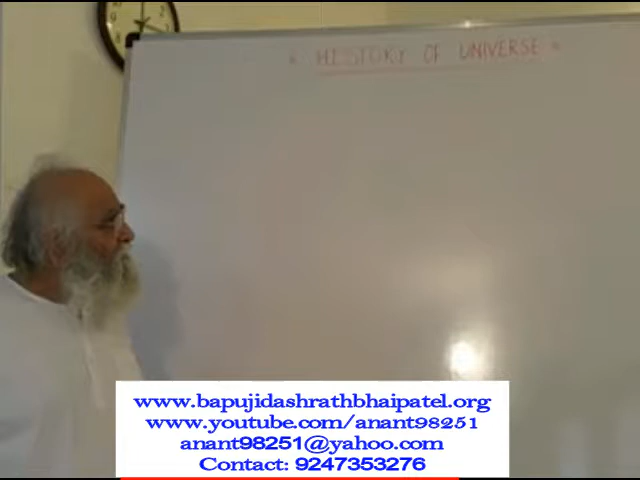 * HISTORY OF UNIVERSE *
www.bapujidashrathbhaipatel.org
www.youtube.com/anant98251
anant98251@yahoo.com
Contact: 9247353276